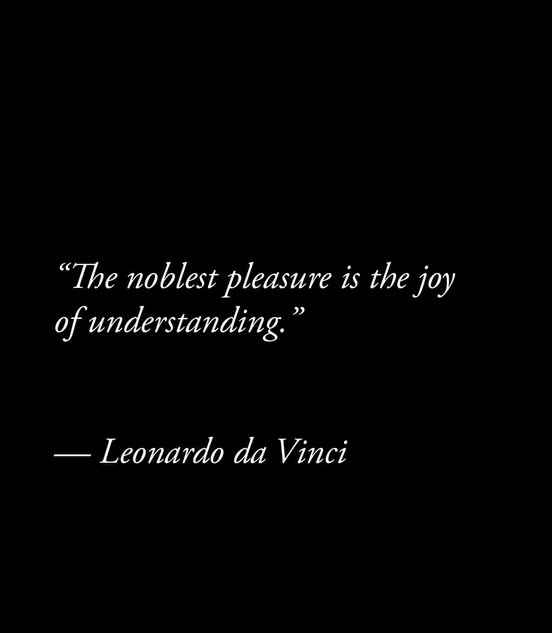 “The noblest pleasure is the joy
of understanding.”
— Leonardo da Vinci